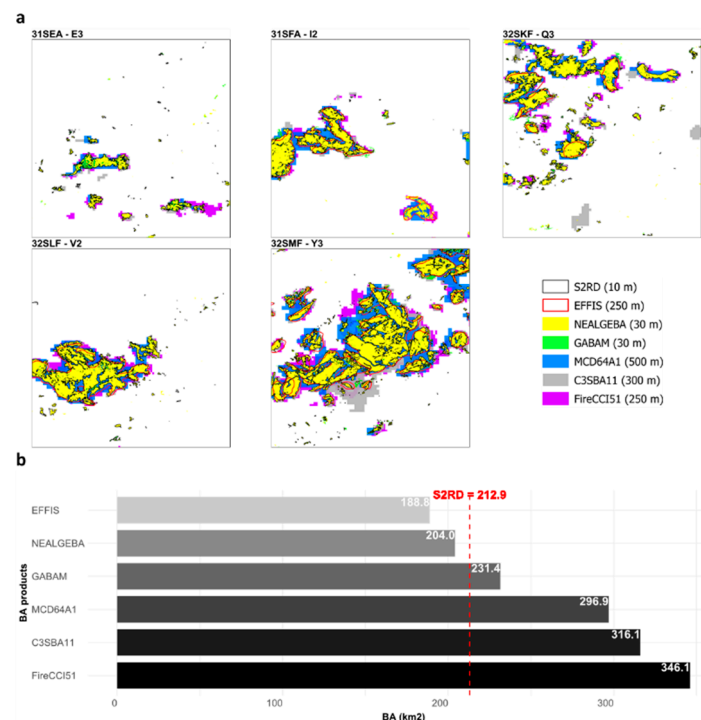 a
31SEA - E3
31SFA - I2
32SKF - Q3
32SLF - V2
32SMF - Y3
S2RD (10 m)
EFFIS (250 m)
NEALGEBA (30 m)
GABAM (30 m)
MCD64A1 (500 m)
C3SBA11 (300 m)
FireCCI51 (250 m)
b
S2RD = 212.9
EFFIS 188.8
NEALGEBA 204.0
GABAM 231.4
MCD64A1 296.9
C3SBA11 316.1
FireCCI51 346.1
BA products
0 100 200 300
BA (km2)